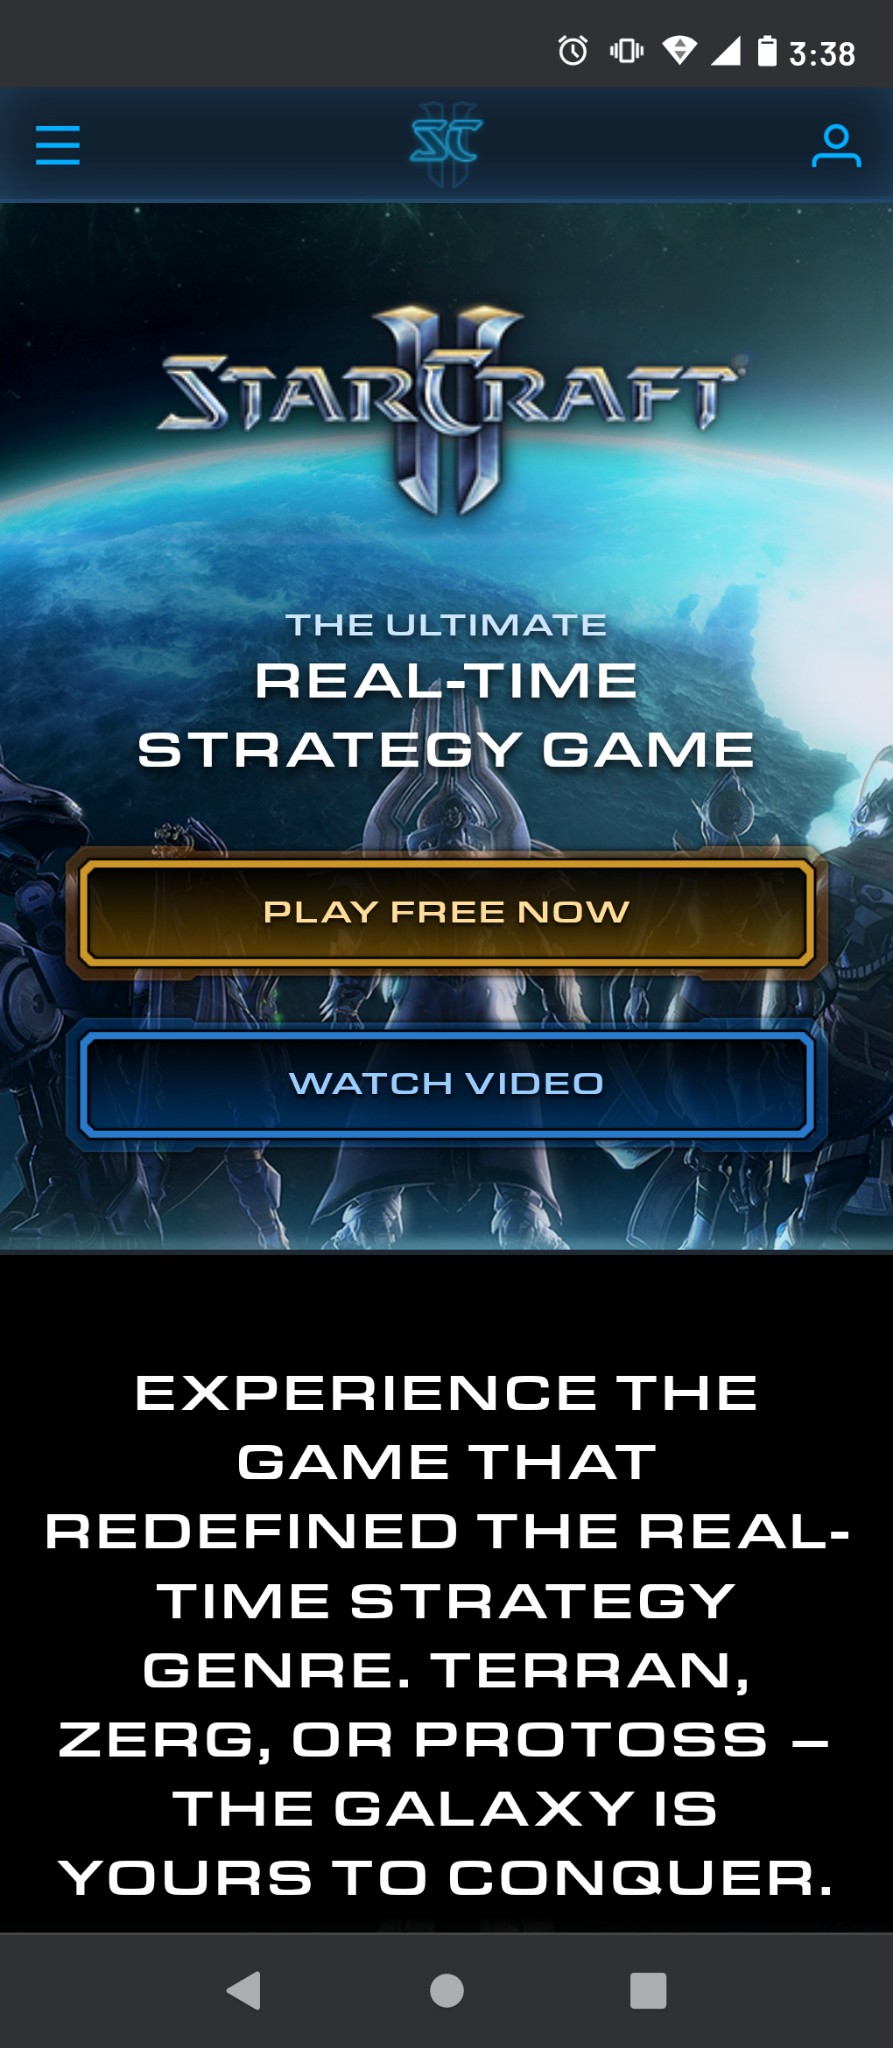 3:38
SC
STARCRAFT
II
THE ULTIMATE
REAL-TIME
STRATEGY GAME
PLAY FREE NOW
WATCH VIDEO
EXPERIENCE THE
GAME THAT
REDEFINED THE REAL-
TIME STRATEGY
GENRE. TERRAN,
ZERG, OR PROTOSS –
THE GALAXY IS
YOURS TO CONQUER.